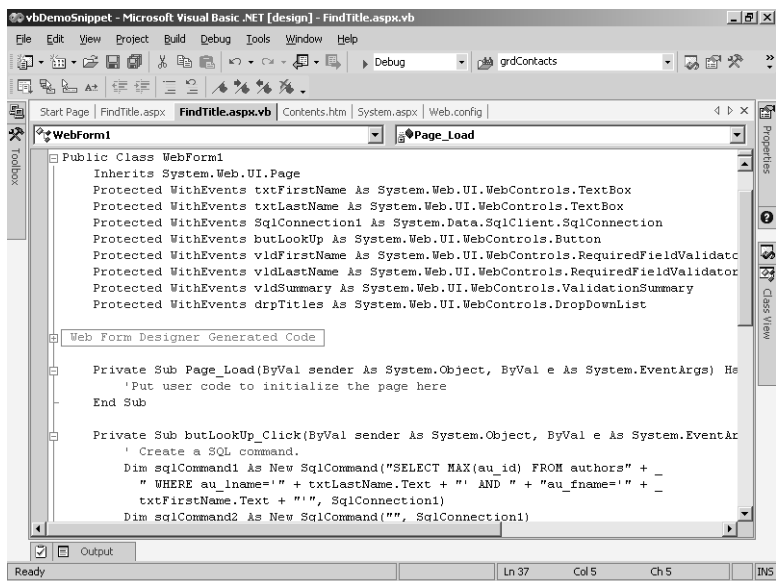 vbDemoSnippet - Microsoft Visual Basic .NET [design] - FindTitle.aspx.vb
File Edit View Project Build Debug Tools Window Help
Debug grdContacts
Start Page FindTitle.aspx FindTitle.aspx.vb Contents.htm System.aspx Web.config
WebForm1 Page_Load
Toolbox
Public Class WebForm1
Inherits System.Web.UI.Page
Protected WithEvents txtFirstName As System.Web.UI.WebControls.TextBox
Protected WithEvents txtLastName As System.Web.UI.WebControls.TextBox
Protected WithEvents SqlConnection1 As System.Data.SqlClient.SqlConnection
Protected WithEvents butLookUp As System.Web.UI.WebControls.Button
Protected WithEvents vldFirstName As System.Web.UI.WebControls.RequiredFieldValidato
Protected WithEvents vldLastName As System.Web.UI.WebControls.RequiredFieldValidator
Protected WithEvents vldSummary As System.Web.UI.WebControls.ValidationSummary
Protected WithEvents drpTitles As System.Web.UI.WebControls.DropDownList
Web Form Designer Generated Code
Private Sub Page_Load(ByVal sender As System.Object, ByVal e As System.EventArgs) Ha
'Put user code to initialize the page here
End Sub
Private Sub butLookUp_Click(ByVal sender As System.Object, ByVal e As System.EventAr
' Create a SQL command.
Dim sqlCommand1 As New SqlCommand("SELECT MAX(au_id) FROM authors" + _
" WHERE au_lname='" + txtLastName.Text + "' AND " + "au_fname='" + _
txtFirstName.Text + "'", SqlConnection1)
Dim sqlCommand2 As New SqlCommand("", SqlConnection1)
Properties
Class View
Output
Ready Ln 37 Col 5 Ch 5 INS